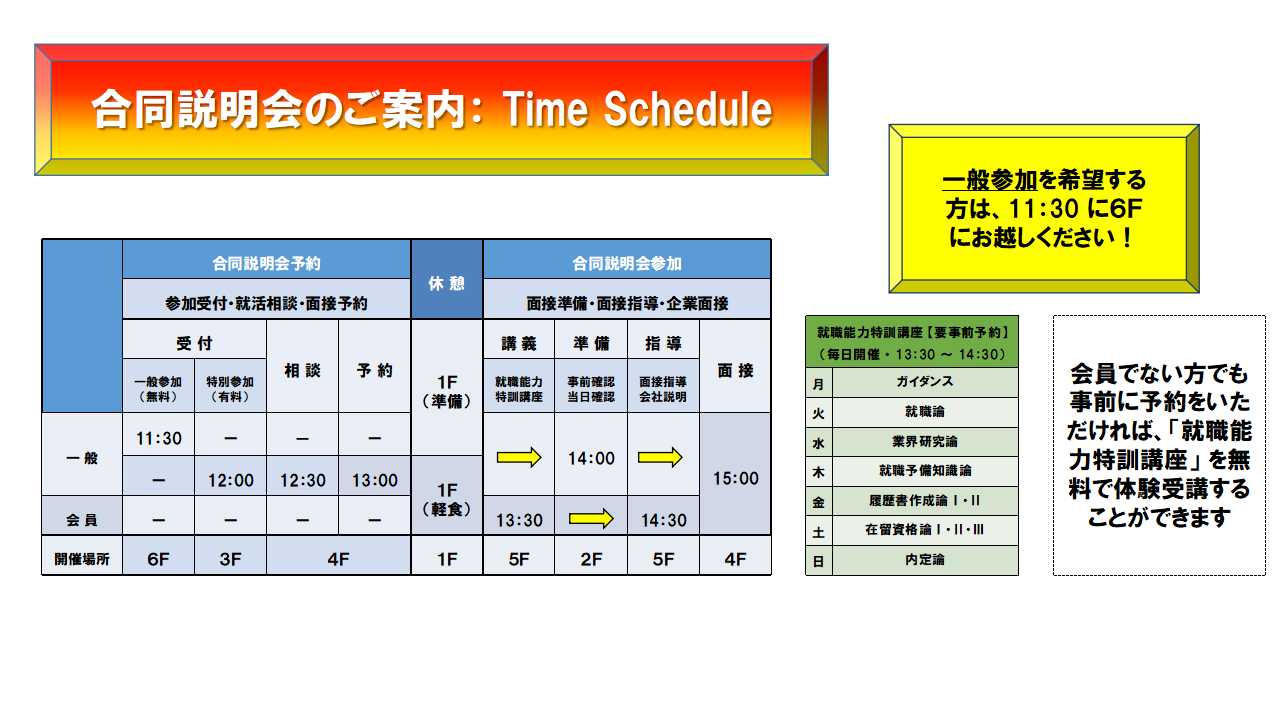 合同説明会のご案内： Time Schedule
一般参加を希望する
方は、11：30 に６Ｆ
にお越しください！
合同説明会予約
休 憩
合同説明会参加
参加受付・就活相談・面接予約
面接準備・面接指導・企業面接
受 付
相 談
予 約
1F
（準備）
講 義
準 備
指 導
面 接
一般参加
（無料）
特別参加
（有料）
就職能力
特訓講座
事前確認
当日確認
面接指導
会社説明
一 般
11：30
－
－
－
14：00
15：00
－
12：00
12：30
13：00
1F
（軽食）
会 員
－
－
－
－
13：30
14：30
開催場所
6F
3F
4F
1F
5F
2F
5F
4F
就職能力特訓講座【要事前予約】
（毎日開催・13：30 ～ 14：30）
月 ガイダンス
火 就職論
水 業界研究論
木 就職予備知識論
金 履歴書作成論Ⅰ・Ⅱ
土 在留資格論Ⅰ・Ⅱ・Ⅲ
日 内定論
会員でない方でも
事前に予約をいた
だければ、「就職能
力特訓講座」を無
料で体験受講する
ことができます